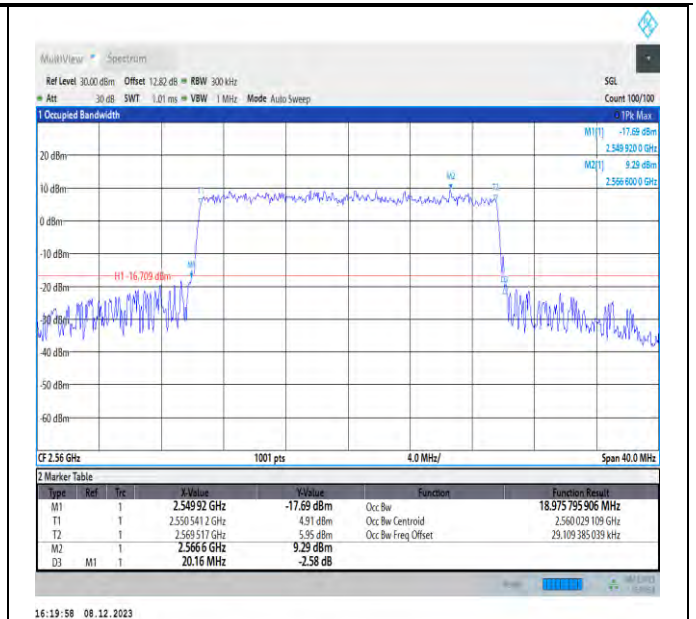 MultiView Spectrum
Ref Level 30.00 dBm Offset 12.82 dB RBW 300 kHz SGL
Att 30 dB SWT 1.01 ms VBW 1 MHz Mode Auto Sweep Count 100/100
1 Occupied Bandwidth 1Pk Max
M1[1] -17.69 dBm
2.549 920 0 GHz
20 dBm
M2[1] 9.29 dBm
2.566 600 0 GHz
M2
10 dBm
T1 T2
0 dBm
-10 dBm
M1
H1 -16.709 dBm
D3
-20 dBm
-30 dBm
-40 dBm
-50 dBm
-60 dBm
CF 2.56 GHz 1001 pts 4.0 MHz/ Span 40.0 MHz
2 Marker Table
Type Ref Trc X-Value Y-Value Function Function Result
M1 1 2.549 92 GHz -17.69 dBm Occ Bw 18.975 795 906 MHz
T1 1 2.550 541 2 GHz 4.91 dBm Occ Bw Centroid 2.560 029 109 GHz
T2 1 2.569 517 GHz 5.95 dBm Occ Bw Freq Offset 29.109 385 039 kHz
M2 1 2.566 6 GHz 9.29 dBm
D3 M1 1 20.16 MHz -2.58 dB
16:19:58 08.12.2023